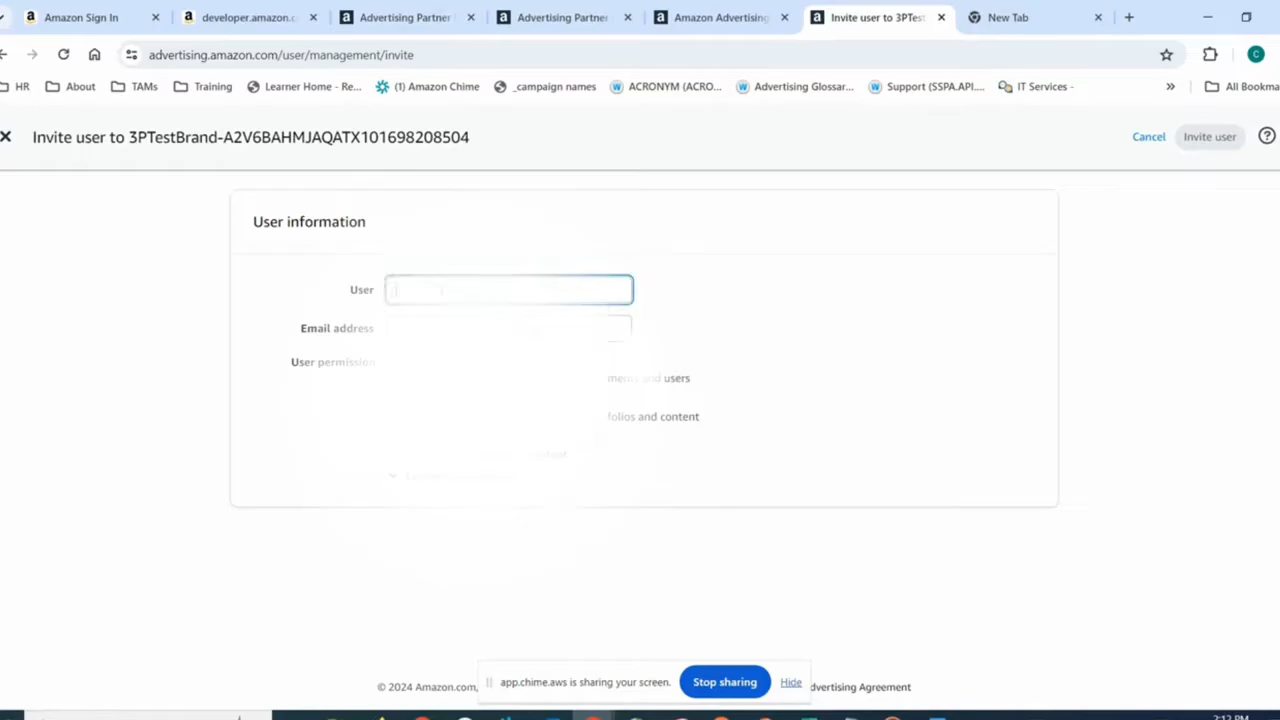 Amazon Sign In
developer.amazon.c
Advertising Partner
Advertising Partner
Amazon Advertising
Invite user to 3PTest
New Tab
advertising.amazon.com/user/management/invite
C
HR
About
TAMs
Training
Learner Home - Re...
(1) Amazon Chime
_campaign names
ACRONYM (ACRO...
Advertising Glossar...
Support (SSPA.API....
IT Services -
All Bookma
Invite user to 3PTestBrand-A2V6BAHMJAQATX101698208504
Cancel
Invite user
User information
User
Email address
User permission
ments and users
folios and content
© 2024 Amazon.com,
app.chime.aws is sharing your screen.
Stop sharing
Hide
dvertising Agreement